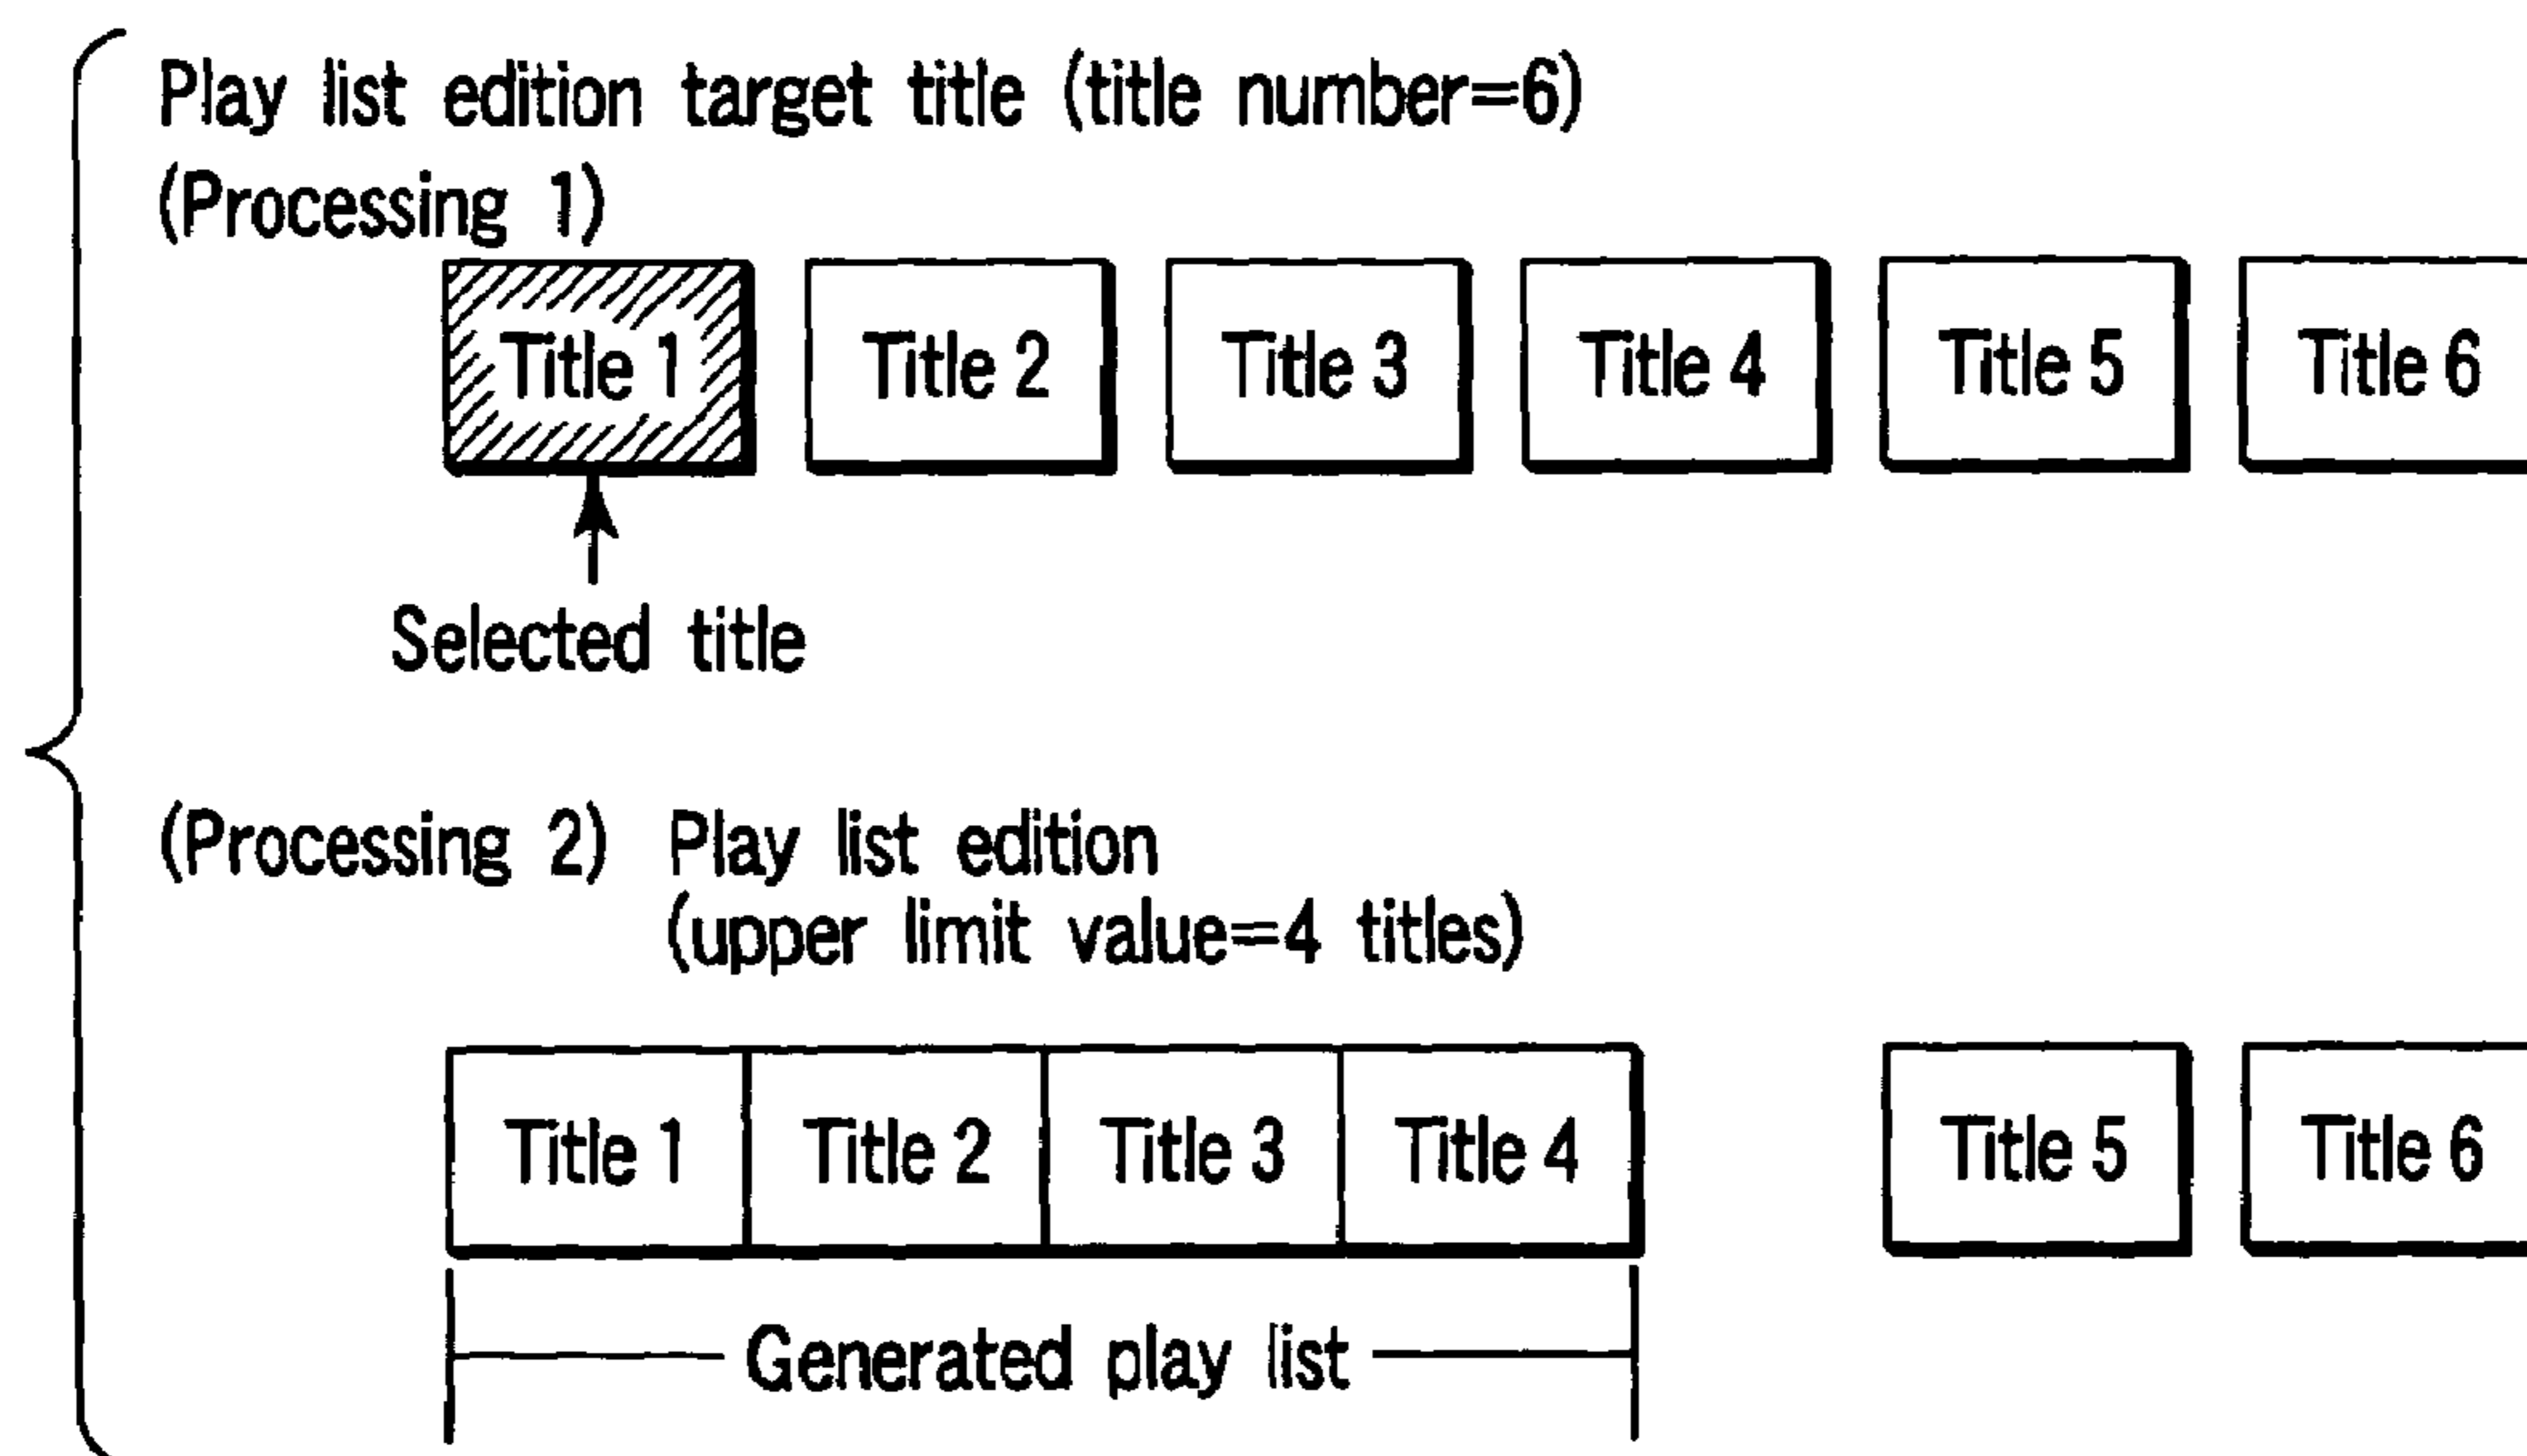 Play list edition target title (title number=6)
(Processing 1)
Title 1 Title 2 Title 3 Title 4 Title 5 Title 6
Selected title
(Processing 2) Play list edition
(upper limit value=4 titles)
Title 1 Title 2 Title 3 Title 4 Title 5 Title 6
Generated play list